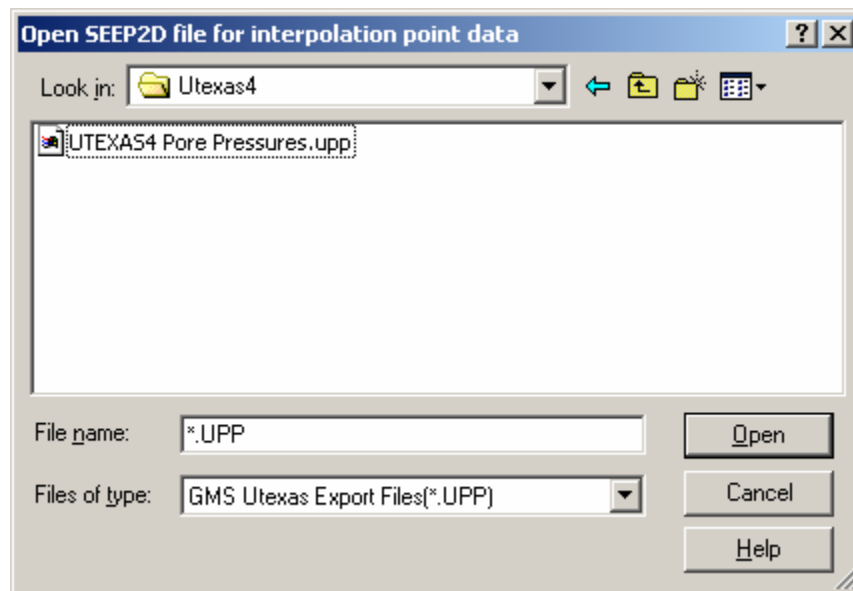 Open SEEP2D file for interpolation point data ?
Look in: Utexas4
UTEXAS4 Pore Pressures.upp
File name: *.UPP Open
Files of type: GMS Utexas Export Files(*.UPP) Cancel
Help